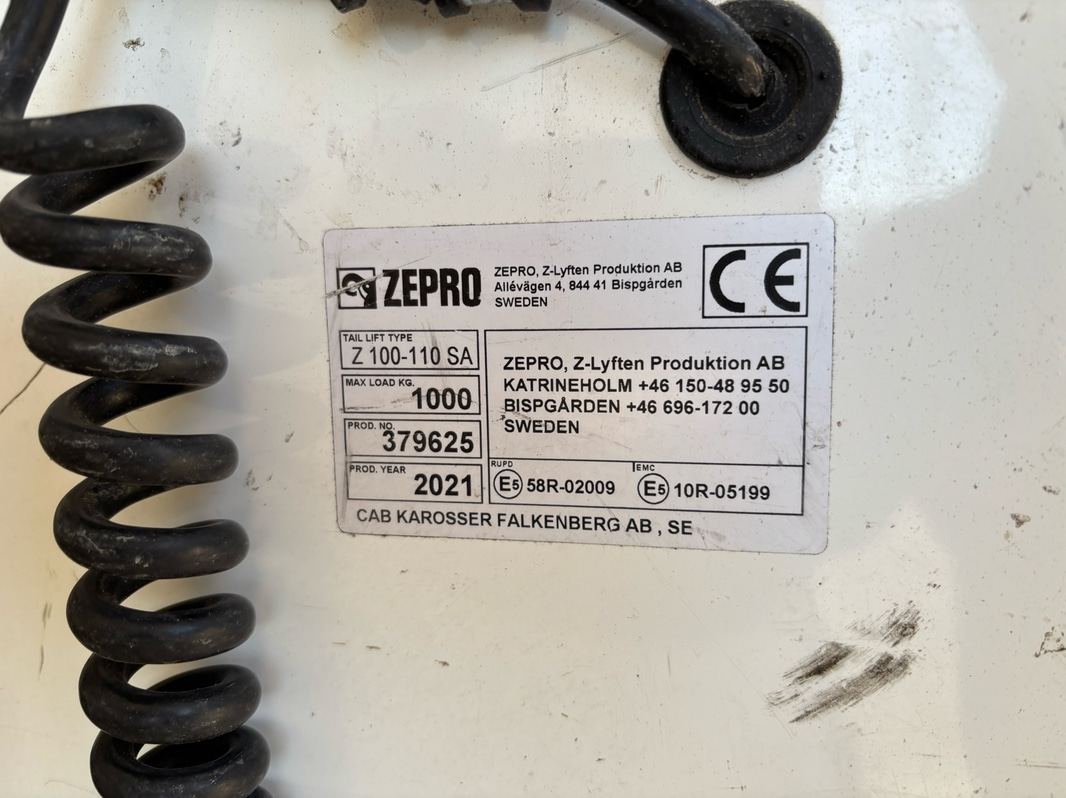 ZEPRO
ZEPRO, Z-Lyften Produktion AB
Allévägen 4, 844 41 Bispgården
SWEDEN
CE
TAIL LIFT TYPE
Z 100-110 SA
MAX LOAD KG.
1000
PROD. NO.
379625
PROD. YEAR
2021
ZEPRO, Z-Lyften Produktion AB
KATRINEHOLM +46 150-48 95 50
BISPGÅRDEN +46 696-172 00
SWEDEN
RUPD
E5 58R-02009
EMC
E5 10R-05199
CAB KAROSSER FALKENBERG AB , SE